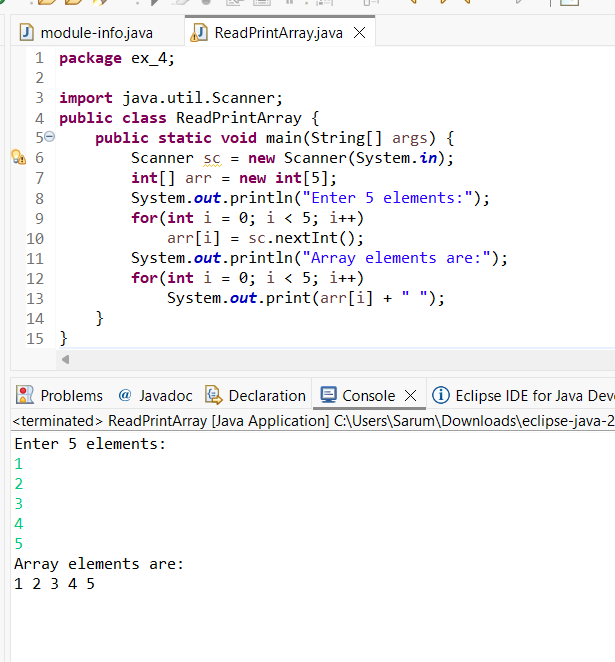 module-info.java
ReadPrintArray.java
1 package ex_4;
2
3 import java.util.Scanner;
4 public class ReadPrintArray {
5     public static void main(String[] args) {
6         Scanner sc = new Scanner(System.in);
7         int[] arr = new int[5];
8         System.out.println("Enter 5 elements:");
9         for(int i = 0; i < 5; i++)
10             arr[i] = sc.nextInt();
11         System.out.println("Array elements are:");
12         for(int i = 0; i < 5; i++)
13             System.out.print(arr[i] + " ");
14     }
15 }
Problems @ Javadoc Declaration Console Eclipse IDE for Java Dev
<terminated> ReadPrintArray [Java Application] C:\Users\Sarum\Downloads\eclipse-java-2
Enter 5 elements:
1
2
3
4
5
Array elements are:
1 2 3 4 5